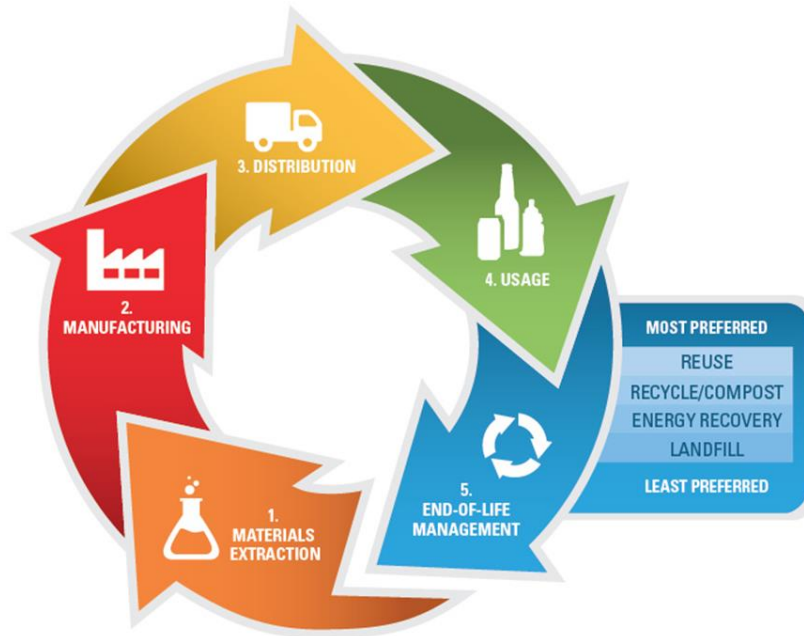 1.
MATERIALS
EXTRACTION
2.
MANUFACTURING
3. DISTRIBUTION
4. USAGE
5.
END-OF-LIFE
MANAGEMENT
MOST PREFERRED
REUSE
RECYCLE/COMPOST
ENERGY RECOVERY
LANDFILL
LEAST PREFERRED